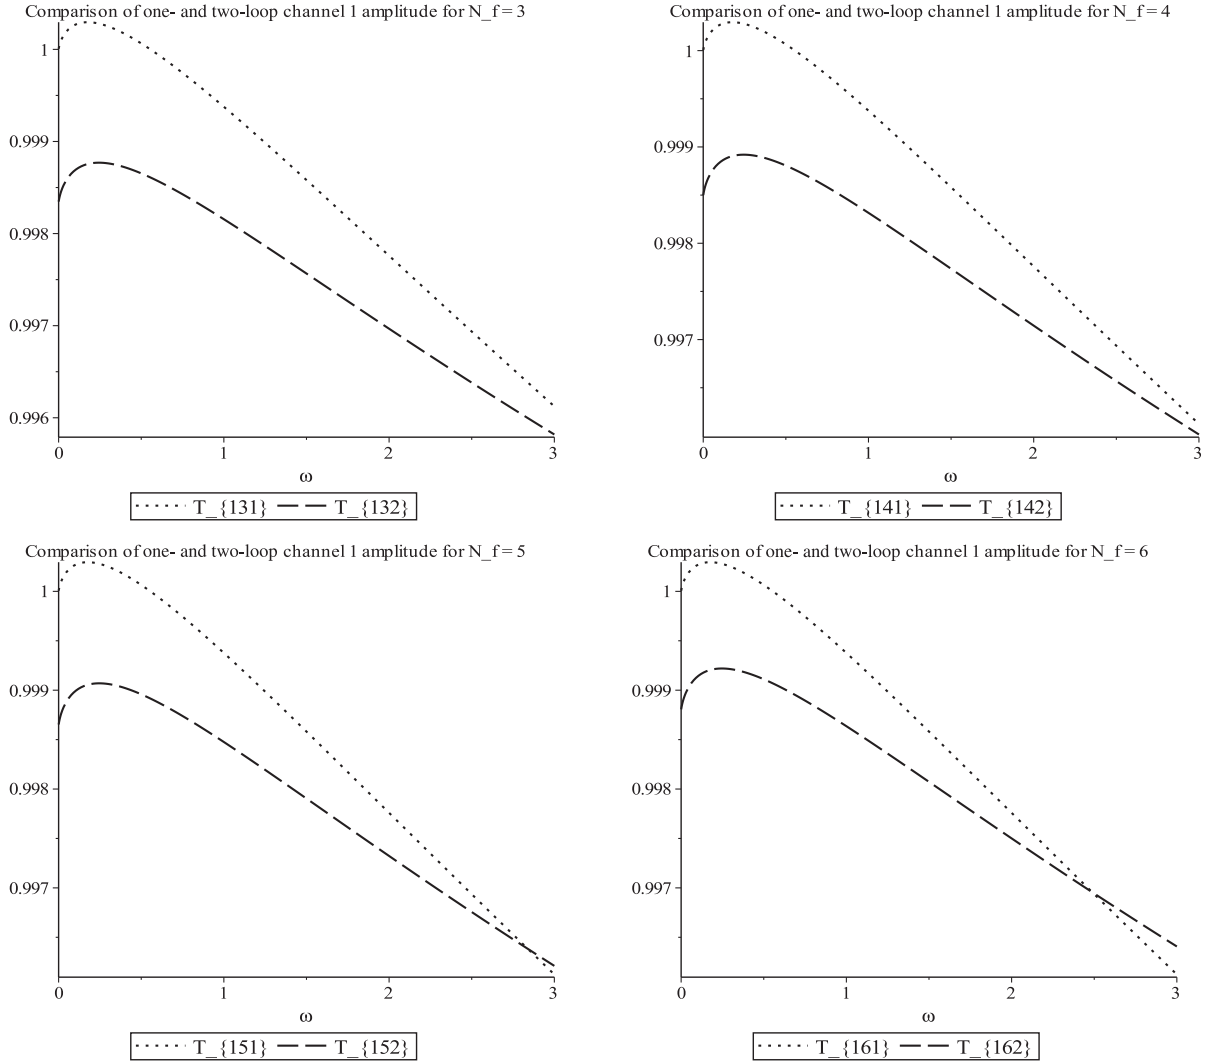 Comparison of one- and two-loop channel 1 amplitude for N_f = 3
1
0.999
0.998
0.997
0.996
0 1 2 3
ω
T_{131} T_{132}
Comparison of one- and two-loop channel 1 amplitude for N_f = 4
1
0.999
0.998
0.997
0 1 2 3
ω
T_{141} T_{142}
Comparison of one- and two-loop channel 1 amplitude for N_f = 5
1
0.999
0.998
0.997
0 1 2 3
ω
T_{151} T_{152}
Comparison of one- and two-loop channel 1 amplitude for N_f = 6
1
0.999
0.998
0.997
0 1 2 3
ω
T_{161} T_{162}